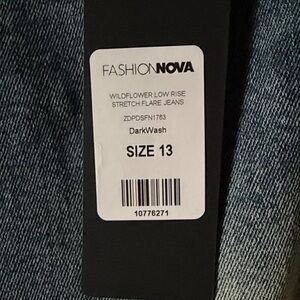 FASHIONNOVA
WILDFLOWER LOW RISE
STRETCH FLARE JEANS
ZDPDSFN1763
DarkWash
SIZE 13
10776271